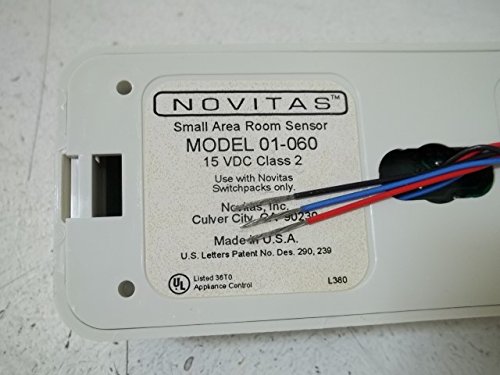 NOVITAS™
Small Area Room Sensor
MODEL 01-060
15 VDC Class 2
Use with Novitas
Switchpacks only.
Novitas, Inc.
Culver City, CA 90230
Made in U.S.A.
U.S. Letters Patent No. Des. 290, 239
UL
Listed 36T0
Appliance Control
L360